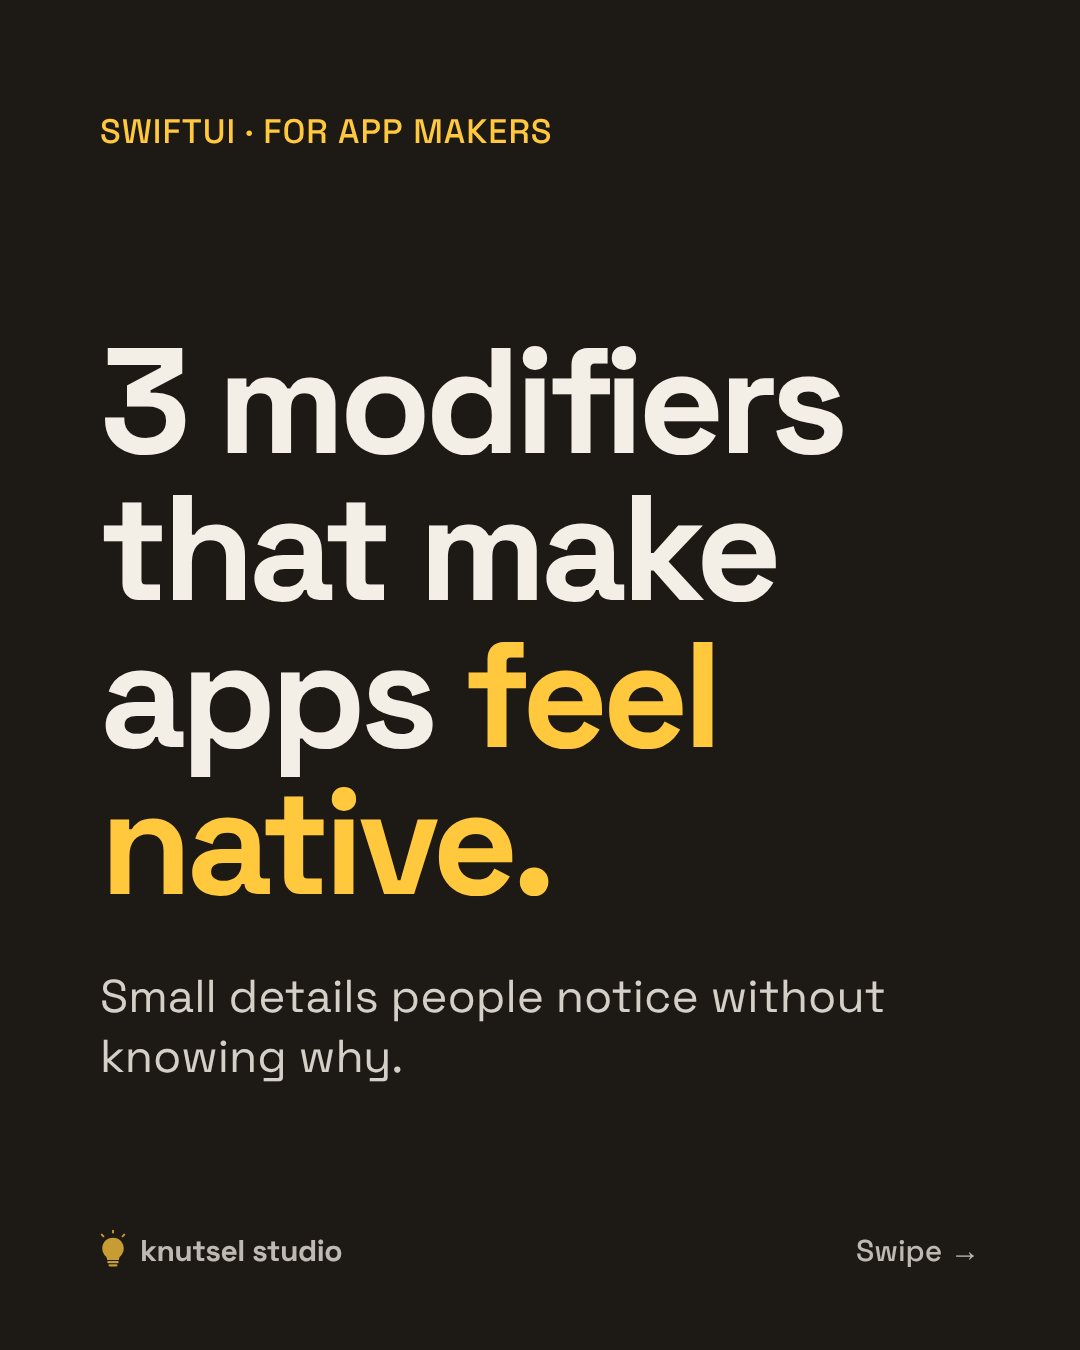 SWIFTUI · FOR APP MAKERS
3 modifiers
that make
apps feel
native.
Small details people notice without
knowing why.
knutsel studio
Swipe →